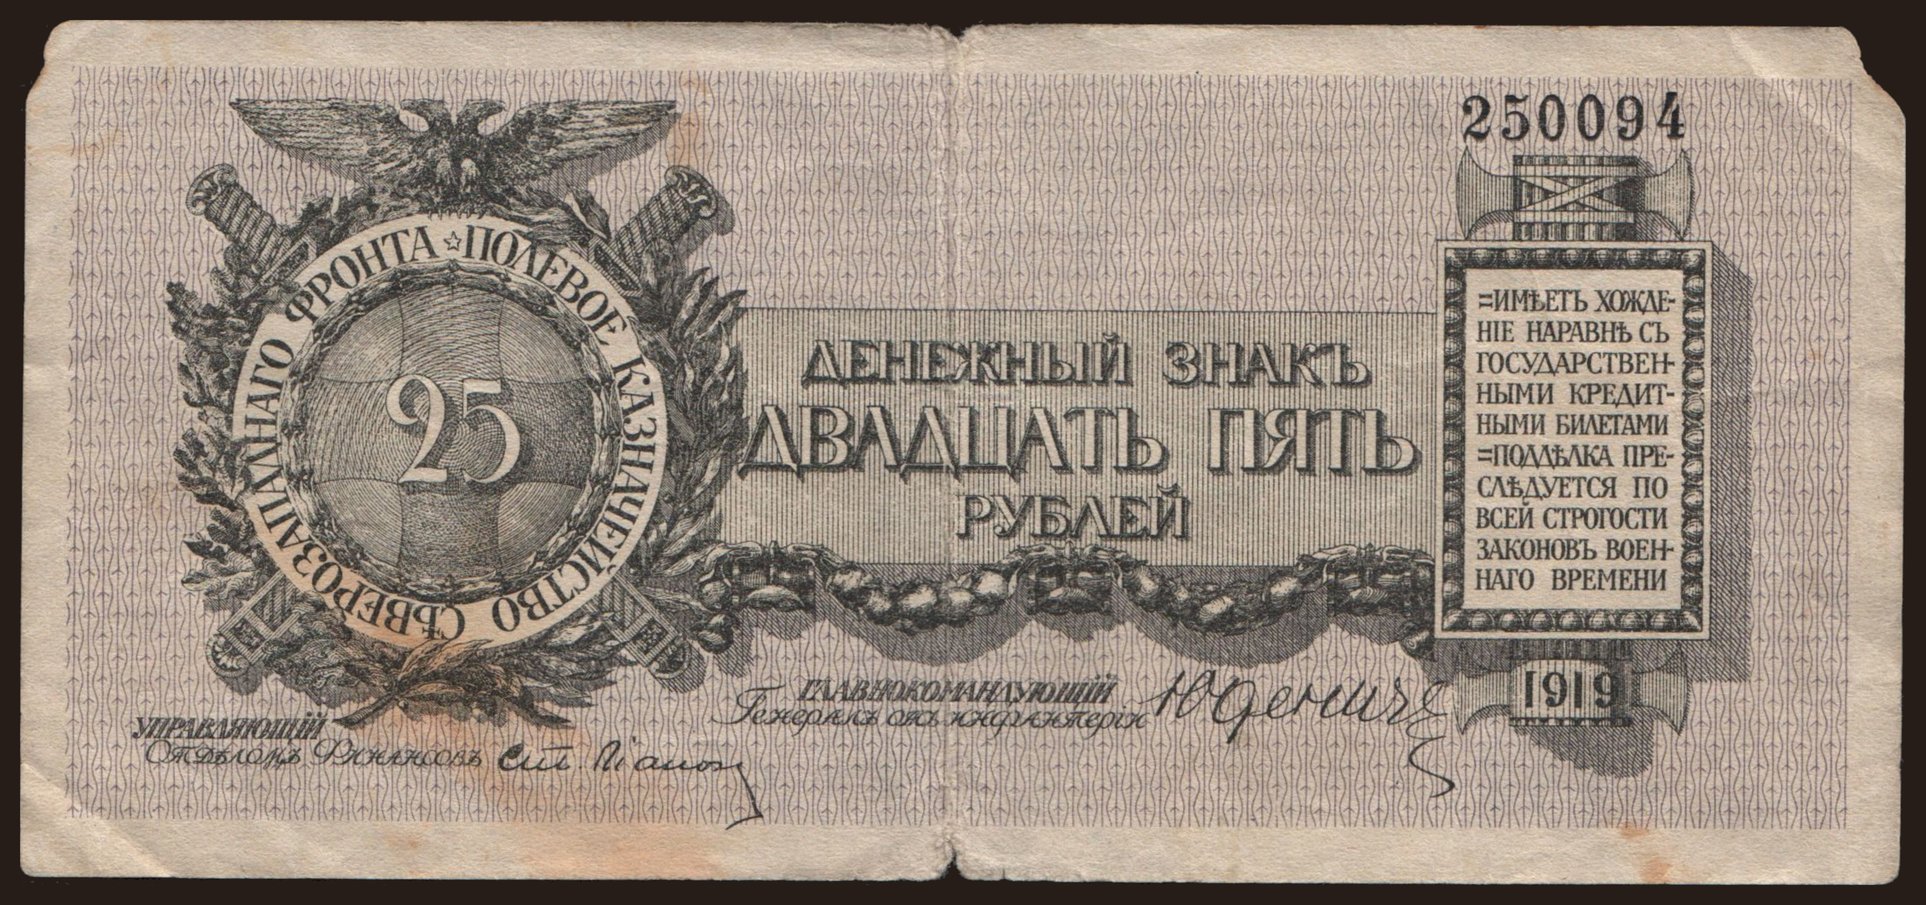 250094
ПОЛЕВОЕ КАЗНАЧЕЙСТВО СѢВЕРОЗАПАДНАГО ФРОНТА ☆
25
ДЕНЕЖНЫЙ ЗНАКЪ
ДВАДЦАТЬ ПЯТЬ
РУБЛЕЙ
=ИМѢЕТЪ ХОЖДЕ-
НІЕ НАРАВНѢ СЪ
ГОСУДАРСТВЕН-
НЫМИ КРЕДИТ-
НЫМИ БИЛЕТАМИ
=ПОДДѢЛКА ПРЕ-
СЛѢДУЕТСЯ ПО
ВСЕЙ СТРОГОСТИ
ЗАКОНОВЪ ВОЕН-
НАГО ВРЕМЕНИ
1919
ГЛАВНОКОМАНДУЮЩІЙ
Генералъ отъ инфантеріи
УПРАВЛЯЮЩІЙ
Отдѣломъ Финансовъ